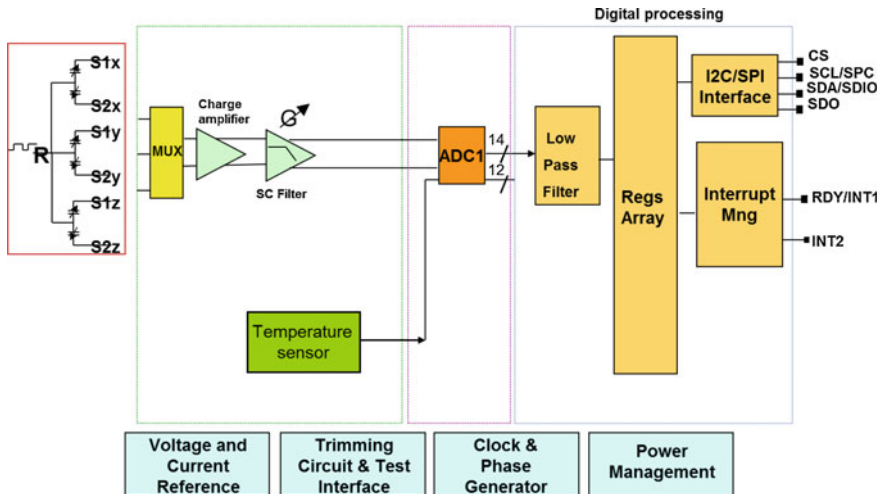 Digital processing
S1x
S2x
S1y
R
S2y
S1z
S2z
MUX
Charge
amplifier
G
SC Filter
ADC1
14
12
Low
Pass
Filter
Regs
Array
I2C/SPI
Interface
CS
SCL/SPC
SDA/SDIO
SDO
Interrupt
Mng
RDY/INT1
INT2
Temperature
sensor
Voltage and
Current
Reference
Trimming
Circuit & Test
Interface
Clock &
Phase
Generator
Power
Management